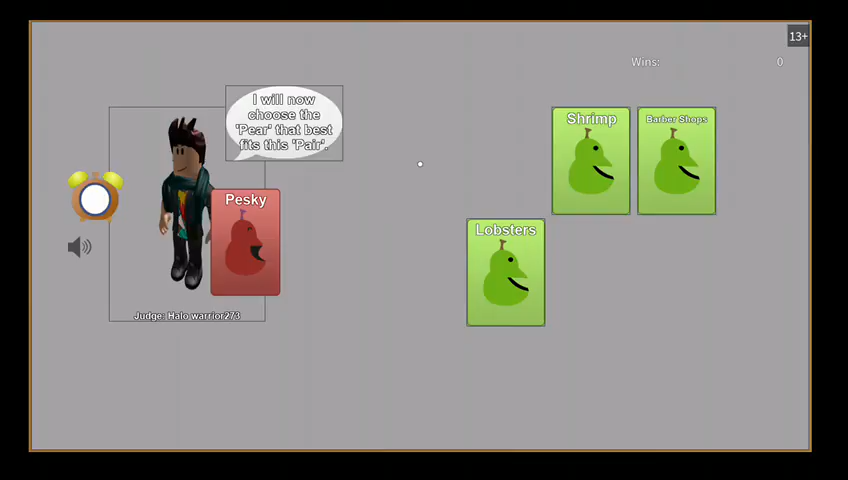 13+
Wins: 0
I will now
choose the
'Pear' that best
fits this 'Pair'.
Shrimp
Barber Shops
Pesky
Lobsters
Judge: Halo warrior273